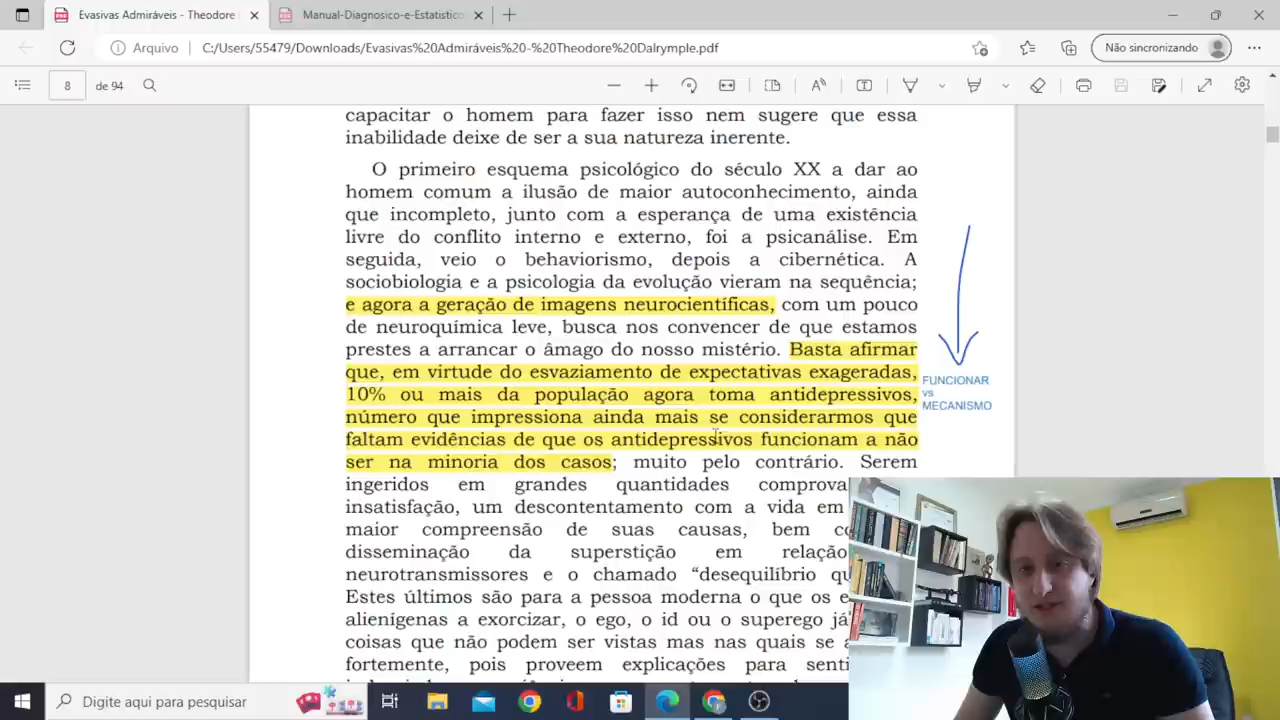 Evasivas Admiráveis - Theodore
Manual-Diagnosico-e-Estatistico
Arquivo
C:/Users/55479/Downloads/Evasivas%20Admiráveis%20-%20Theodore%20Dalrymple.pdf
Não sincronizando
8
de 94
capacitar o homem para fazer isso nem sugere que essa
inabilidade deixe de ser a sua natureza inerente.
O primeiro esquema psicológico do século XX a dar ao
homem comum a ilusão de maior autoconhecimento, ainda
que incompleto, junto com a esperança de uma existência
livre do conflito interno e externo, foi a psicanálise. Em
seguida, veio o behaviorismo, depois a cibernética. A
sociobiologia e a psicologia da evolução vieram na sequência;
e agora a geração de imagens neurocientíficas, com um pouco
de neuroquímica leve, busca nos convencer de que estamos
prestes a arrancar o âmago do nosso mistério. Basta afirmar
que, em virtude do esvaziamento de expectativas exageradas,
10% ou mais da população agora toma antidepressivos,
número que impressiona ainda mais se considerarmos que
faltam evidências de que os antidepressivos funcionam a não
ser na minoria dos casos; muito pelo contrário. Serem
ingeridos em grandes quantidades comprova
insatisfação, um descontentamento com a vida em
maior compreensão de suas causas, bem co
disseminação da superstição em relação
neurotransmissores e o chamado “desequilíbrio qu
Estes últimos são para a pessoa moderna o que os e
alienígenas a exorcizar, o ego, o id ou o superego já
coisas que não podem ser vistas mas nas quais se a
fortemente, pois proveem explicações para senti
FUNCIONAR
vs
MECANISMO
Digite aqui para pesquisar